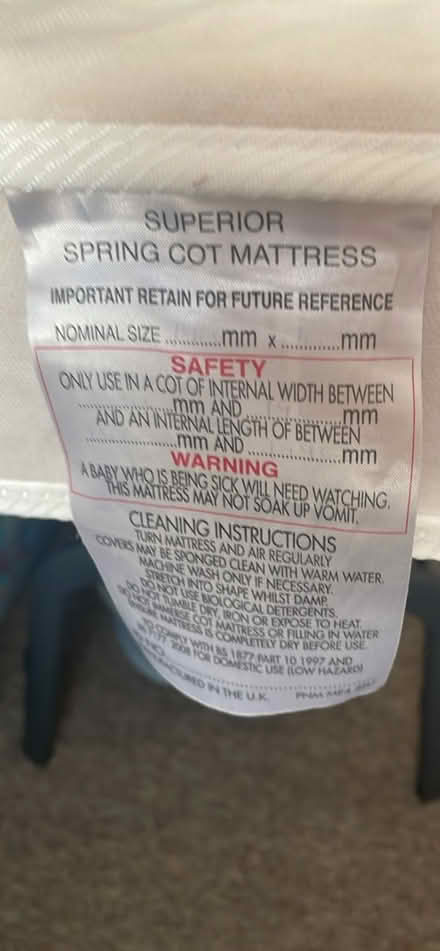 SUPERIOR
SPRING COT MATTRESS
IMPORTANT RETAIN FOR FUTURE REFERENCE
NOMINAL SIZE .............mm x .............mm
SAFETY
ONLY USE IN A COT OF INTERNAL WIDTH BETWEEN
......................mm AND ......................mm
AND AN INTERNAL LENGTH OF BETWEEN
......................mm AND ......................mm
WARNING
A BABY WHO IS BEING SICK WILL NEED WATCHING.
THIS MATTRESS MAY NOT SOAK UP VOMIT.
CLEANING INSTRUCTIONS
TURN MATTRESS AND AIR REGULARLY
COVERS MAY BE SPONGED CLEAN WITH WARM WATER.
MACHINE WASH ONLY IF NECESSARY.
STRETCH INTO SHAPE WHILST DAMP.
DO NOT USE BIOLOGICAL DETERGENTS.
DO NOT TUMBLE DRY, IRON OR EXPOSE TO HEAT.
DO NOT IMMERSE COT MATTRESS OR FILLING IN WATER
ENSURE MATTRESS IS COMPLETELY DRY BEFORE USE.
TO COMPLY WITH BS 1877 PART 10 1997 AND
7177 2008 FOR DOMESTIC USE (LOW HAZARD)
NO
MANUFACTURED IN THE U.K.